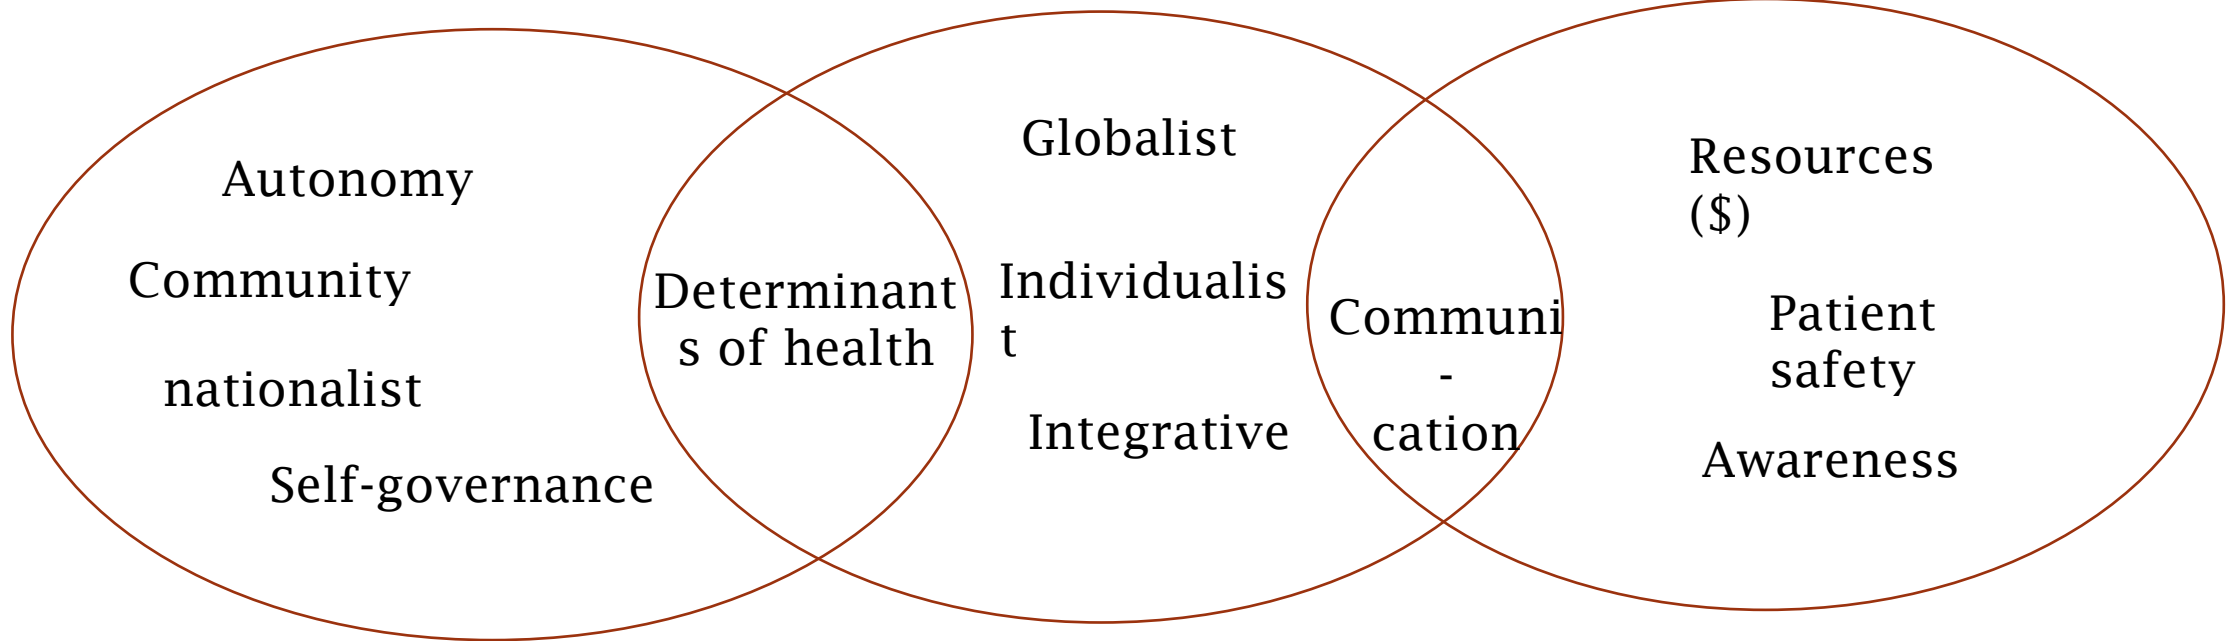 Autonomy
Community
nationalist
Self-governance
Determinant
s of health
Globalist
Individualis
t
Integrative
Communi
-
cation
Resources
($)
Patient
safety
Awareness